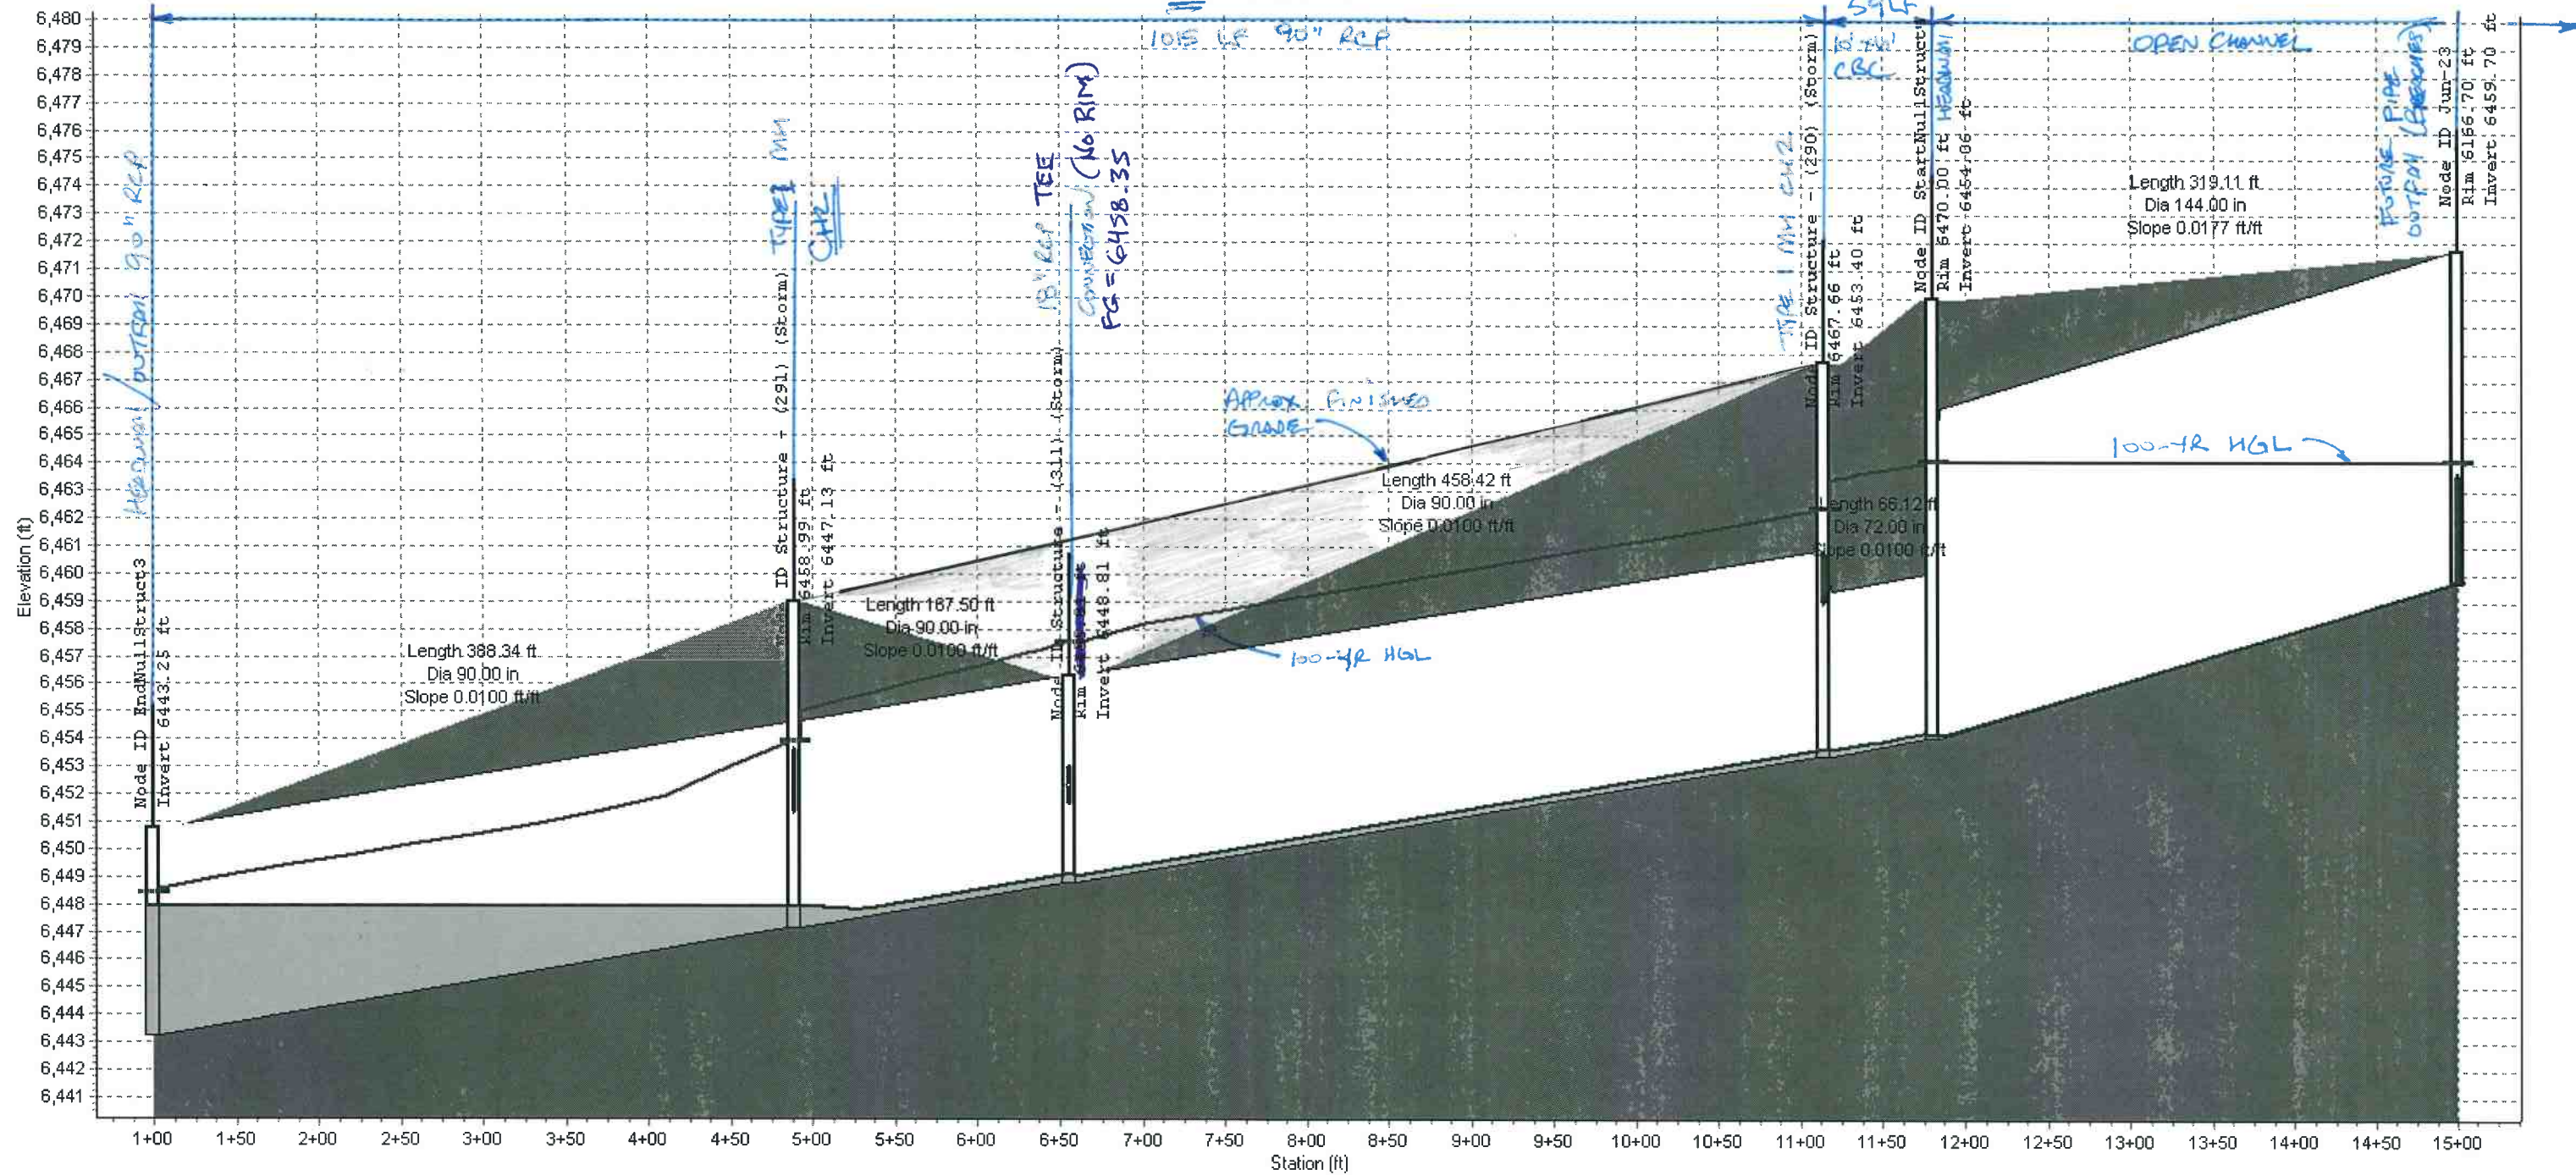 6,480
6,479
6,478
6,477
6,476
6,475
6,474
6,473
6,472
6,471
6,470
6,469
6,468
6,467
6,466
6,465
6,464
6,463
6,462
6,461
6,460
6,459
6,458
6,457
6,456
6,455
6,454
6,453
6,452
6,451
6,450
6,449
6,448
6,447
6,446
6,445
6,444
6,443
6,442
6,441
Elevation (ft)
1015 LF 90" RCP
59 LF
CBC
OPEN CHANNEL
HEADWALL/OUTFALL 90" RCP
Node ID EndNullStruct3
Invert 6443.25 ft
TYPE 1 MH
CH2
ID Structure - (291) (Storm)
6458.99 ft
Invert 6447.13 ft
18" RCP TEE
CONNECTION (NO RIM)
FG = 6458.35
Node ID Structure - (311) (Storm)
Rim
Invert 6448.81 ft
TYPE 1 MH CH2
Node ID Structure - (290) (Storm)
Rim 6467.66 ft
Invert 6453.40 ft
HEADWALL
Node ID StartNullStruct
Rim 6470.00 ft
Invert 6454.06 ft
FUTURE PIPE
OUTFALL
Node ID Jun-23
Rim 6166.70 ft
Invert 6459.70 ft
Length 388.34 ft
Dia 90.00 in
Slope 0.0100 ft/ft
Length 167.50 ft
Dia 90.00 in
Slope 0.0100 ft/ft
APPROX. FINISHED
GRADE
Length 458.42 ft
Dia 90.00 in
Slope 0.0100 ft/ft
100-YR HGL
Length 66.12 ft
Dia 72.00 in
Slope 0.0100 ft/ft
Length 319.11 ft
Dia 144.00 in
Slope 0.0177 ft/ft
100-YR HGL
1+00 1+50 2+00 2+50 3+00 3+50 4+00 4+50 5+00 5+50 6+00 6+50 7+00 7+50 8+00 8+50 9+00 9+50 10+00 10+50 11+00 11+50 12+00 12+50 13+00 13+50 14+00 14+50 15+00
Station (ft)